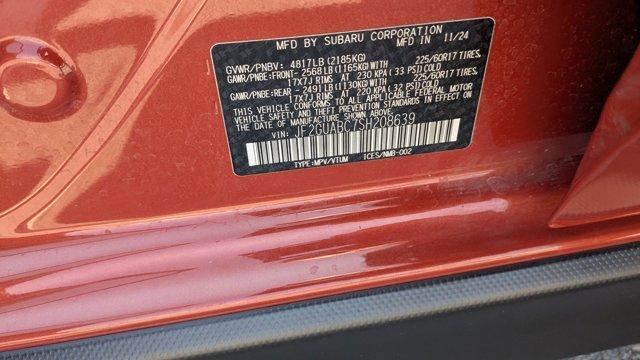 MFD BY SUBARU CORPORATION
MADE IN 11/24
GVWR/PNBV: 4817LB (2185KG)
GAWR/PNBE:FRONT- 2568LB (1165KG)WITH 225/60R17 TIRES,
17X7J RIMS AT 230 KPA (33 PSI)COLD
GAWR/PNBE:REAR - 2491LB (1130KG)WITH 225/60R17 TIRES,
17X7J RIMS AT 220 KPA (32 PSI)COLD
THIS VEHICLE CONFORMS TO ALL APPLICABLE FEDERAL MOTOR
VEHICLE SAFETY AND THEFT PREVENTION STANDARDS IN EFFECT ON
THE DATE OF MANUFACTURE SHOWN ABOVE.
VIN: JF2GUABC7SH208639
TYPE:MPV/VTUM ICES/NMB-002